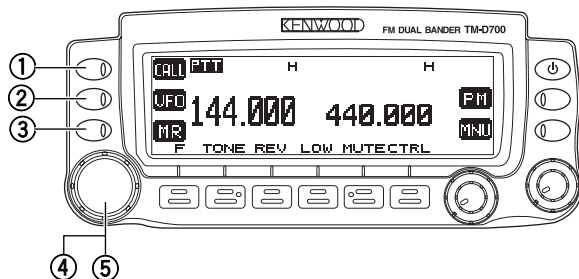 KENWOOD FM DUAL BANDER TM-D700
① CALL PTT H H
② VFO 144.000 440.000 PM
③ MR MNU
F TONE REV LOW MUTE CTRL
④ ⑤